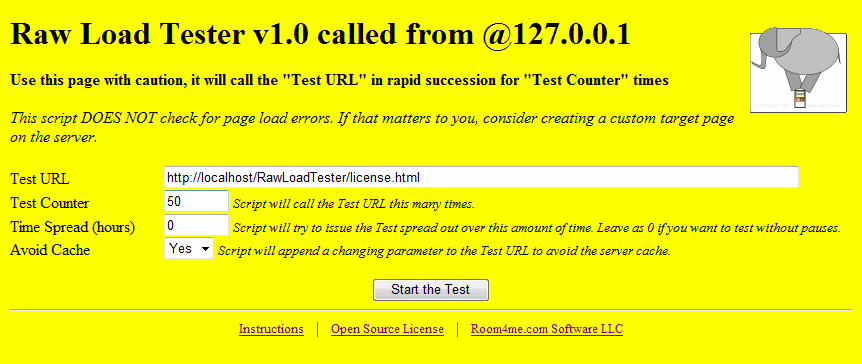 Raw Load Tester v1.0 called from @127.0.0.1
Use this page with caution, it will call the "Test URL" in rapid succession for "Test Counter" times
This script DOES NOT check for page load errors. If that matters to you, consider creating a custom target page
on the server.
Test URL http://localhost/RawLoadTester/license.html
Test Counter 50 Script will call the Test URL this many times.
Time Spread (hours) 0 Script will try to issue the Test spread out over this amount of time. Leave as 0 if you want to test without pauses.
Avoid Cache Yes Script will append a changing parameter to the Test URL to avoid the server cache.
Start the Test
Instructions | Open Source License | Room4me.com Software LLC